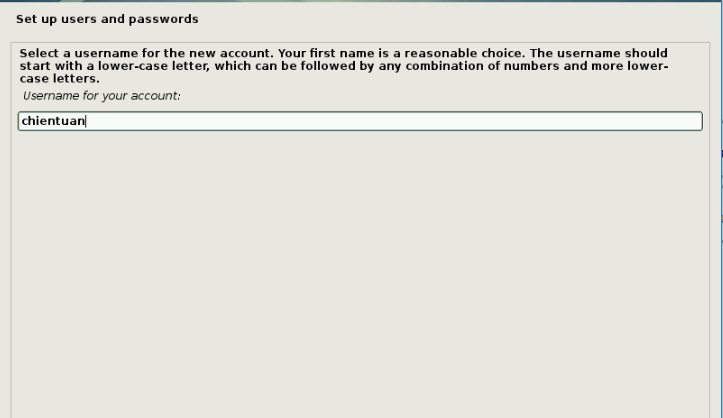 Set up users and passwords
Select a username for the new account. Your first name is a reasonable choice. The username should
start with a lower-case letter, which can be followed by any combination of numbers and more lower-
case letters.
Username for your account:
chientuan